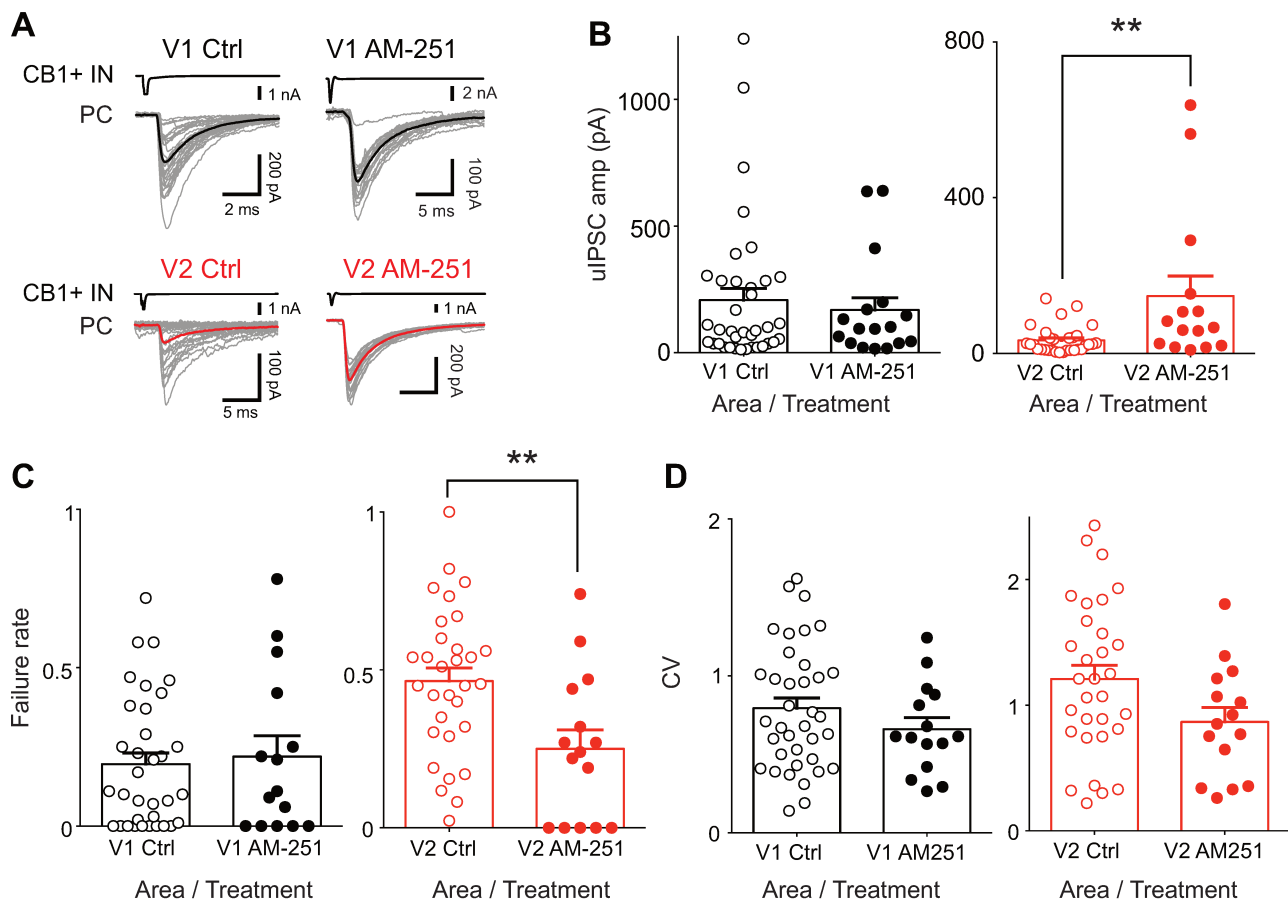 A
V1 Ctrl
V1 AM-251
CB1+ IN
1 nA
2 nA
PC
200 pA
2 ms
100 pA
5 ms
V2 Ctrl
V2 AM-251
CB1+ IN
1 nA
1 nA
PC
100 pA
5 ms
200 pA
B
uIPSC amp (pA)
1000
500
0
V1 Ctrl
V1 AM-251
Area / Treatment
**
800
400
0
V2 Ctrl
V2 AM-251
Area / Treatment
C
Failure rate
1
0.5
0
V1 Ctrl
V1 AM-251
Area / Treatment
**
1
0.5
0
V2 Ctrl
V2 AM-251
Area / Treatment
D
CV
2
1
0
V1 Ctrl
V1 AM251
Area / Treatment
2
1
0
V2 Ctrl
V2 AM251
Area / Treatment